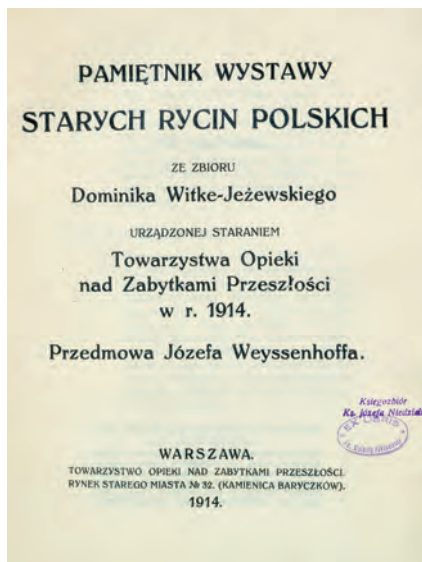 PAMIĘTNIK WYSTAWY
STARYCH RYCIN POLSKICH
ZE ZBIORU
Dominika Witke-Jeżewskiego
URZĄDZONEJ STARANIEM
Towarzystwa Opieki
nad Zabytkami Przeszłości
w r. 1914.
Przedmowa Józefa Weyssenhoffa.
Księgozbiór
Ks. Józefa
EX LIBRIS
WARSZAWA.
TOWARZYSTWO OPIEKI NAD ZABYTKAMI PRZESZŁOŚCI.
RYNEK STAREGO MIASTA № 32. (KAMIENICA BARYCZKÓW).
1914.